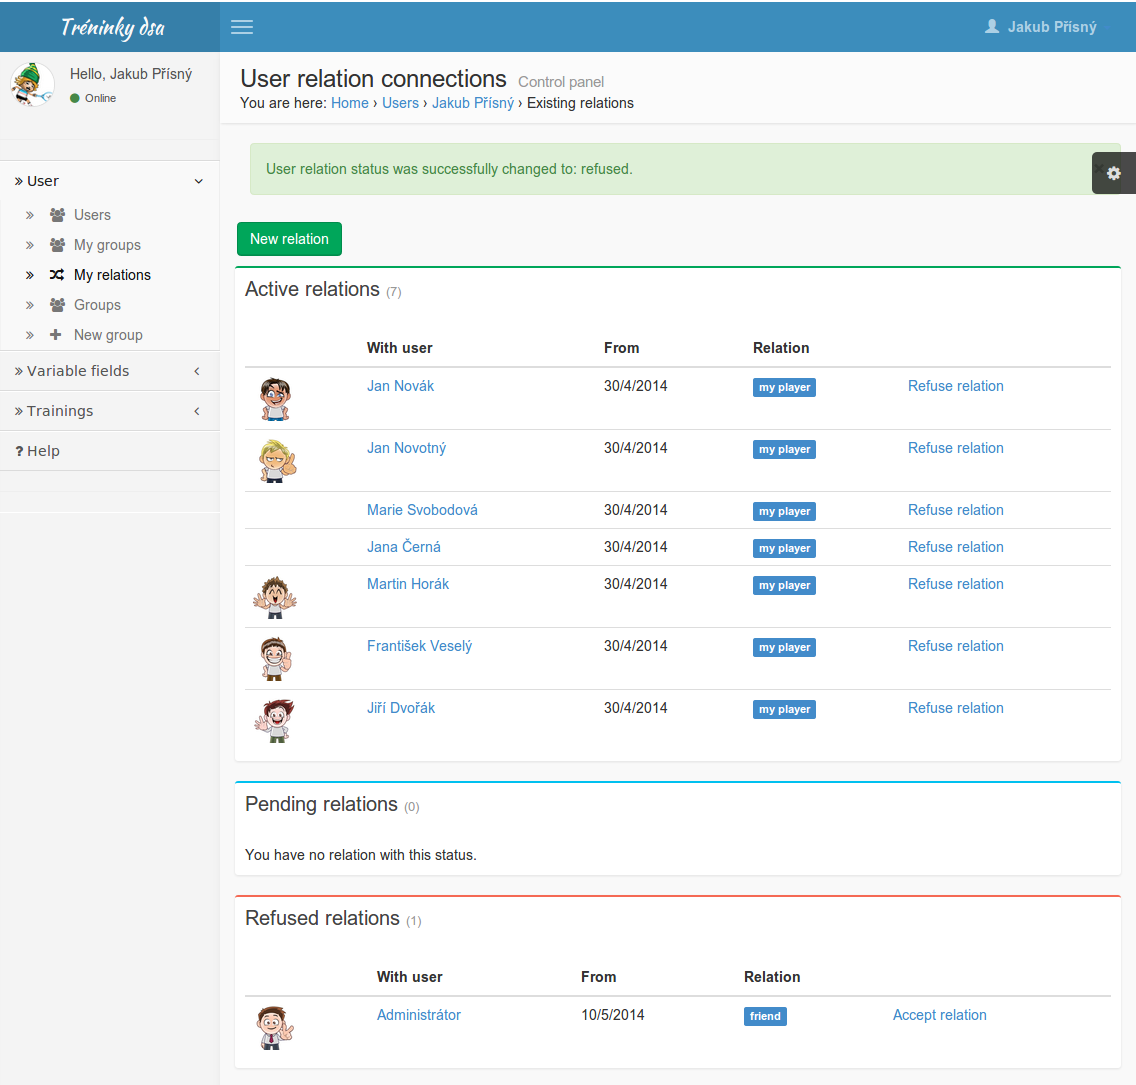 Tréninky dsa
Jakub Přísný
Hello, Jakub Přísný
Online
User relation connections Control panel
You are here: Home › Users › Jakub Přísný › Existing relations
User relation status was successfully changed to: refused.
» User
» Users
» My groups
» My relations
» Groups
» New group
» Variable fields
» Trainings
? Help
New relation
Active relations (7)
With user From Relation
Jan Novák 30/4/2014 my player Refuse relation
Jan Novotný 30/4/2014 my player Refuse relation
Marie Svobodová 30/4/2014 my player Refuse relation
Jana Černá 30/4/2014 my player Refuse relation
Martin Horák 30/4/2014 my player Refuse relation
František Veselý 30/4/2014 my player Refuse relation
Jiří Dvořák 30/4/2014 my player Refuse relation
Pending relations (0)
You have no relation with this status.
Refused relations (1)
With user From Relation
Administrátor 10/5/2014 friend Accept relation